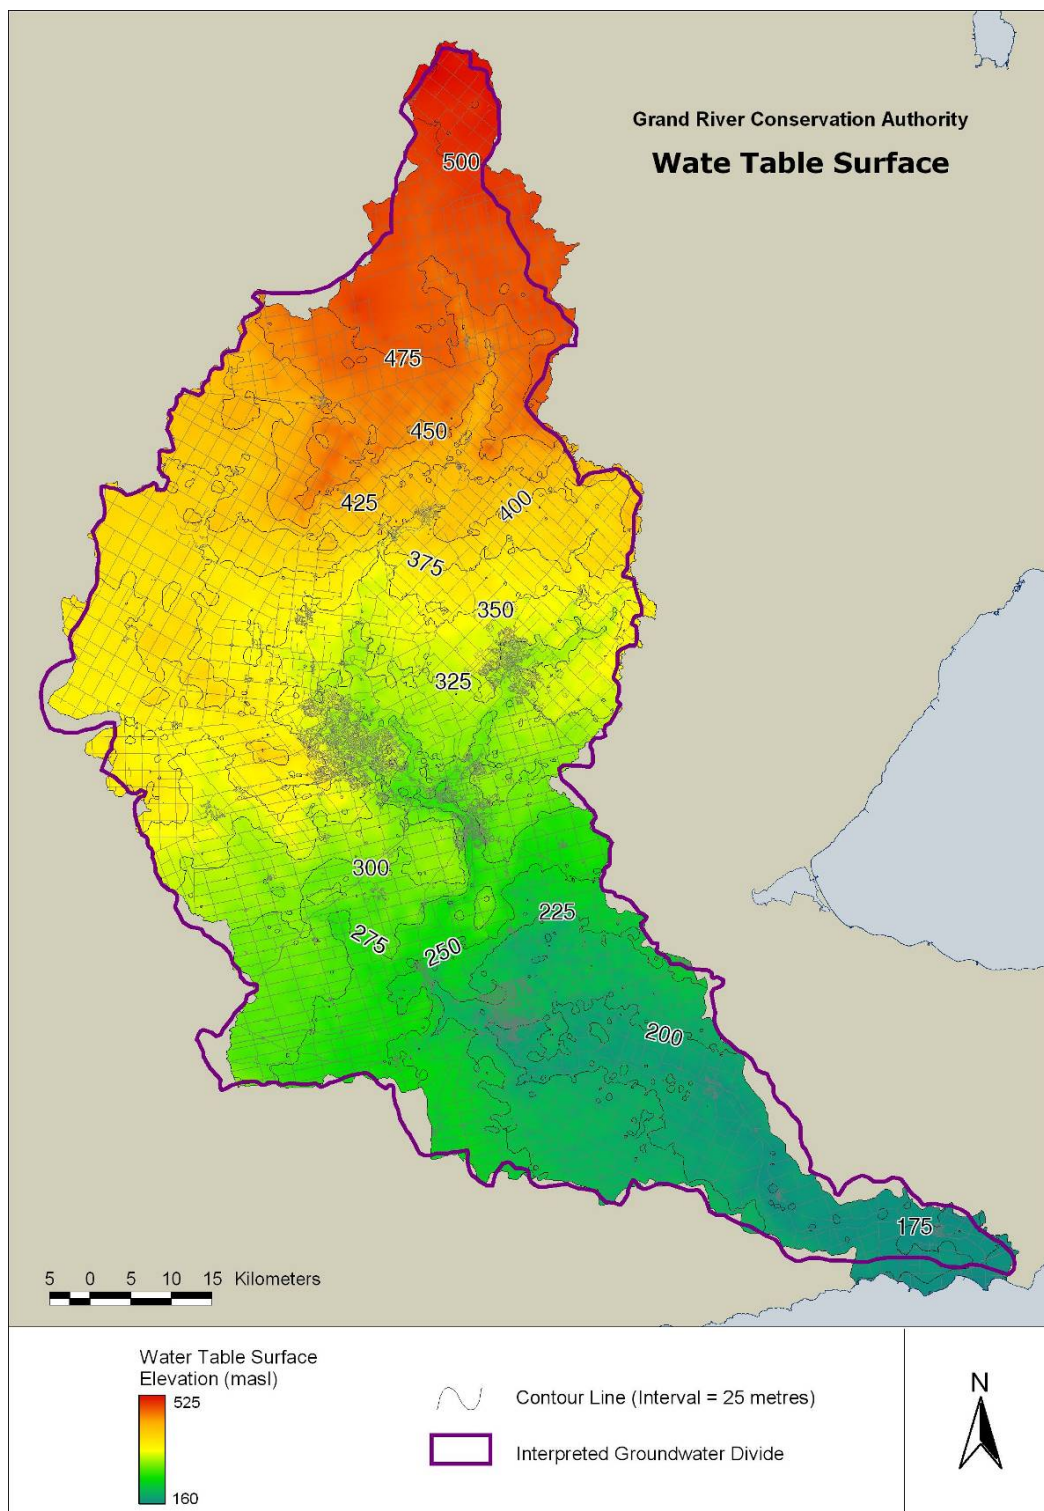 Grand River Conservation Authority
Wate Table Surface
500
475
450
425
400
375
350
325
300
275
250
225
200
175
5 0 5 10 15 Kilometers
Water Table Surface
Elevation (masl)
525
160
Contour Line (Interval = 25 metres)
Interpreted Groundwater Divide
N